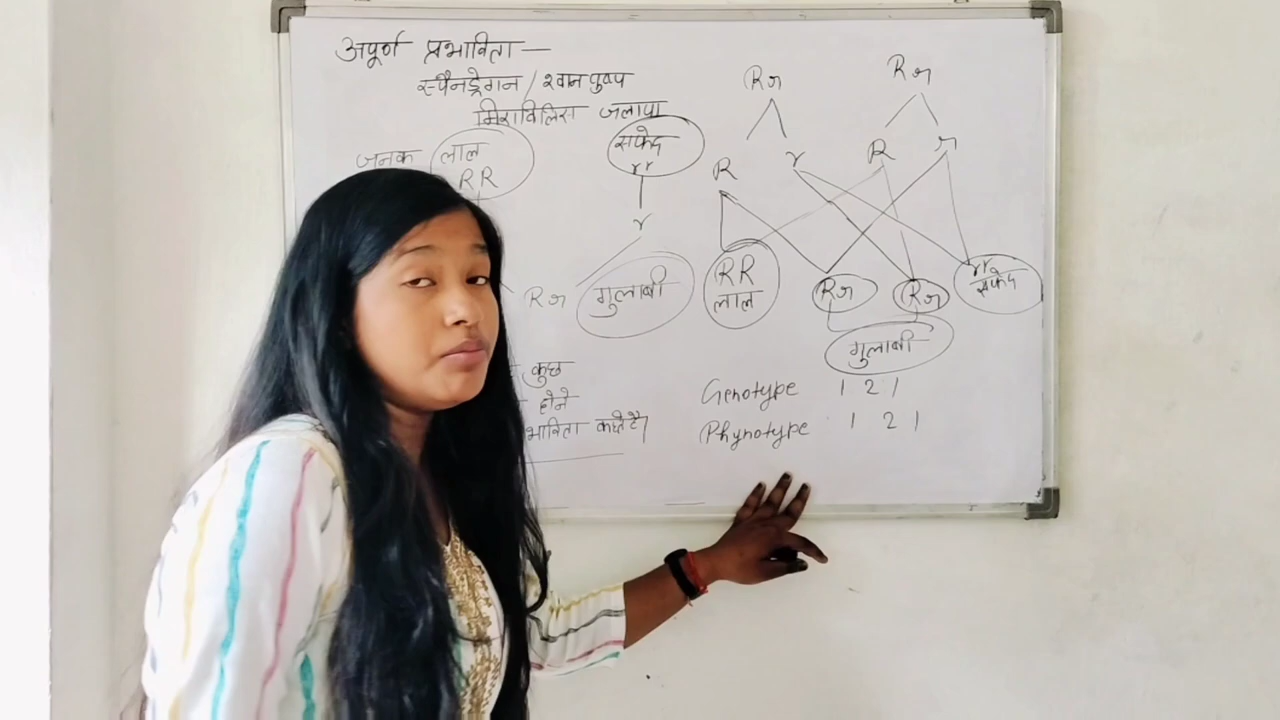 अपूर्ण प्रभाविता —
स्नैपड्रेगन / श्वान पुष्प
मिराबिलिस जलापा
जनक लाल सफेद
RR rr
r
Rr गुलाबी
कुछ
होने
भाविता कहते है।
Rr Rr
R r R r
RR Rr Rr rr
लाल सफेद
गुलाबी
Genotype 1 2 1
Phynotype 1 2 1